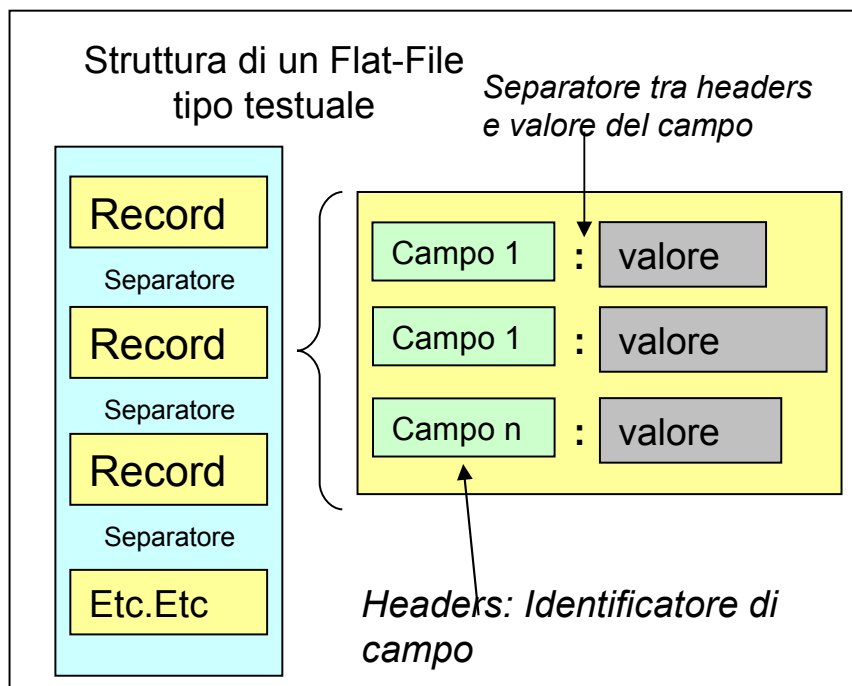 Struttura di un Flat-File
tipo testuale
Separatore tra headers
e valore del campo
Record
Separatore
Record
Separatore
Record
Separatore
Etc.Etc
Campo 1 : valore
Campo 1 : valore
Campo n : valore
Headers: Identificatore di
campo